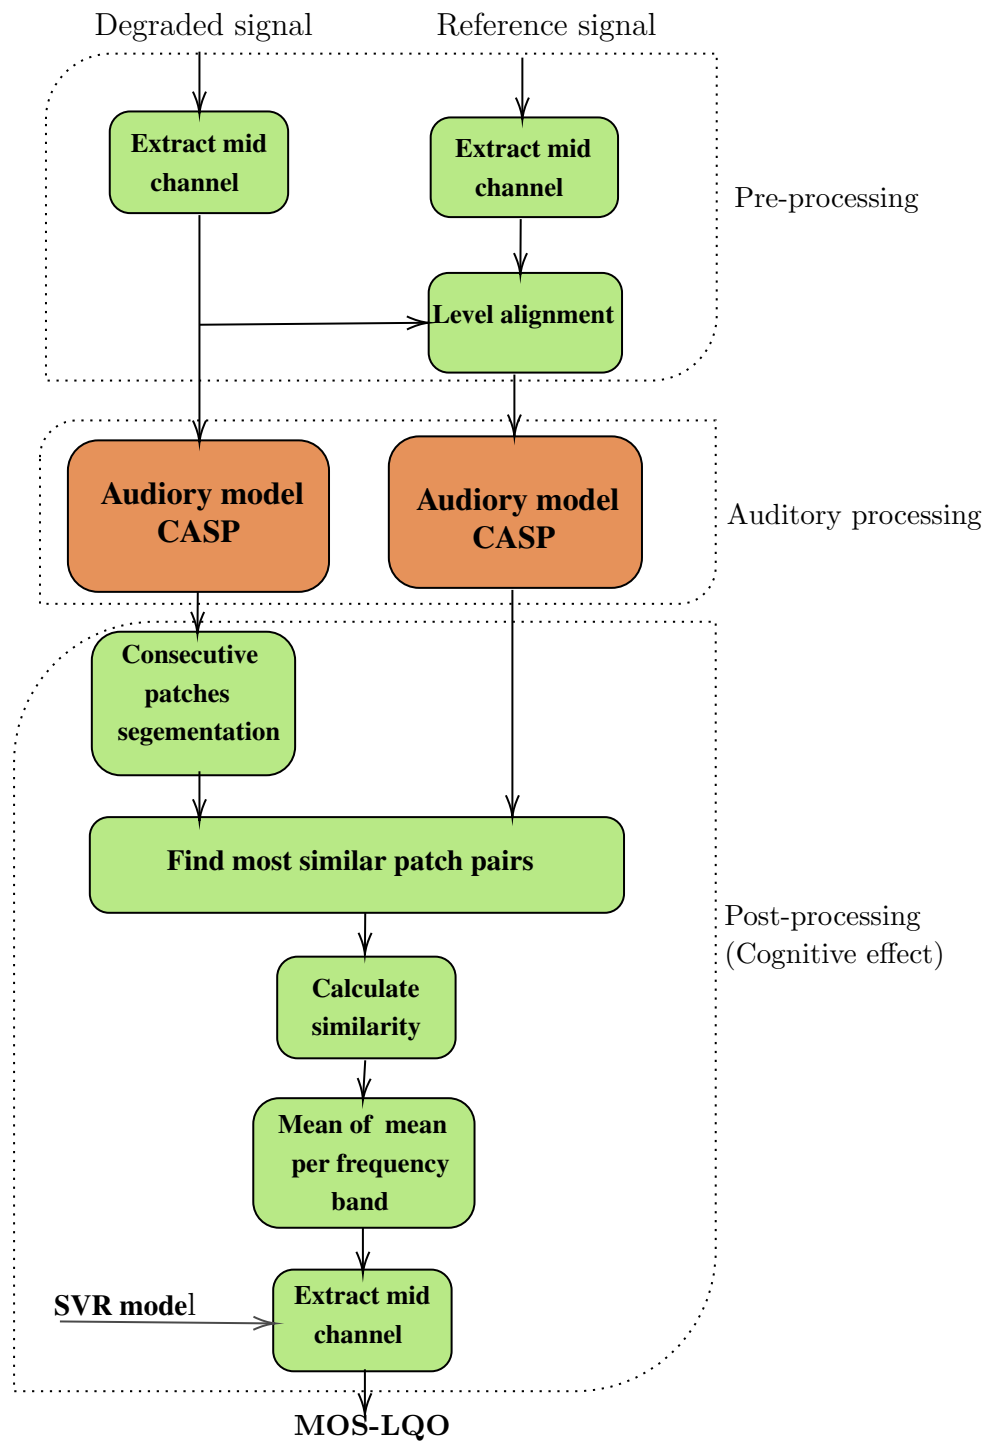 Degraded signal
Reference signal
Extract mid
channel
Extract mid
channel
Pre-processing
Level alignment
Audiory model
CASP
Audiory model
CASP
Auditory processing
Consecutive
patches
segementation
Find most similar patch pairs
Post-processing
(Cognitive effect)
Calculate
similarity
Mean of mean
per frequency
band
SVR model
Extract mid
channel
MOS-LQO